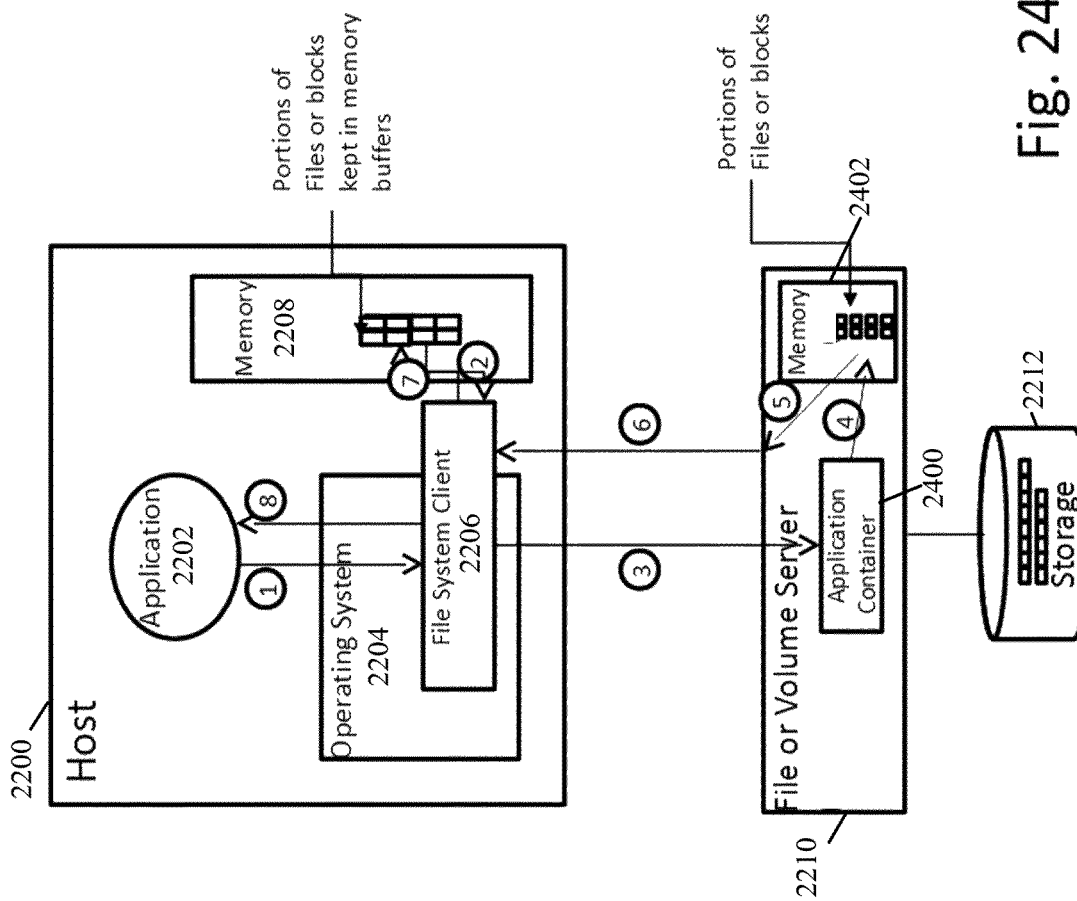 2200
Host
Application
2202
1
8
Operating System
2204
File System Client
2206
Memory
2208
7
2
Portions of
Files or blocks
kept in memory
buffers
3
6
2210
File or Volume Server
Application
Container
2400
4
5
Memory
2402
Portions of
Files or blocks
Storage
2212
Fig. 24